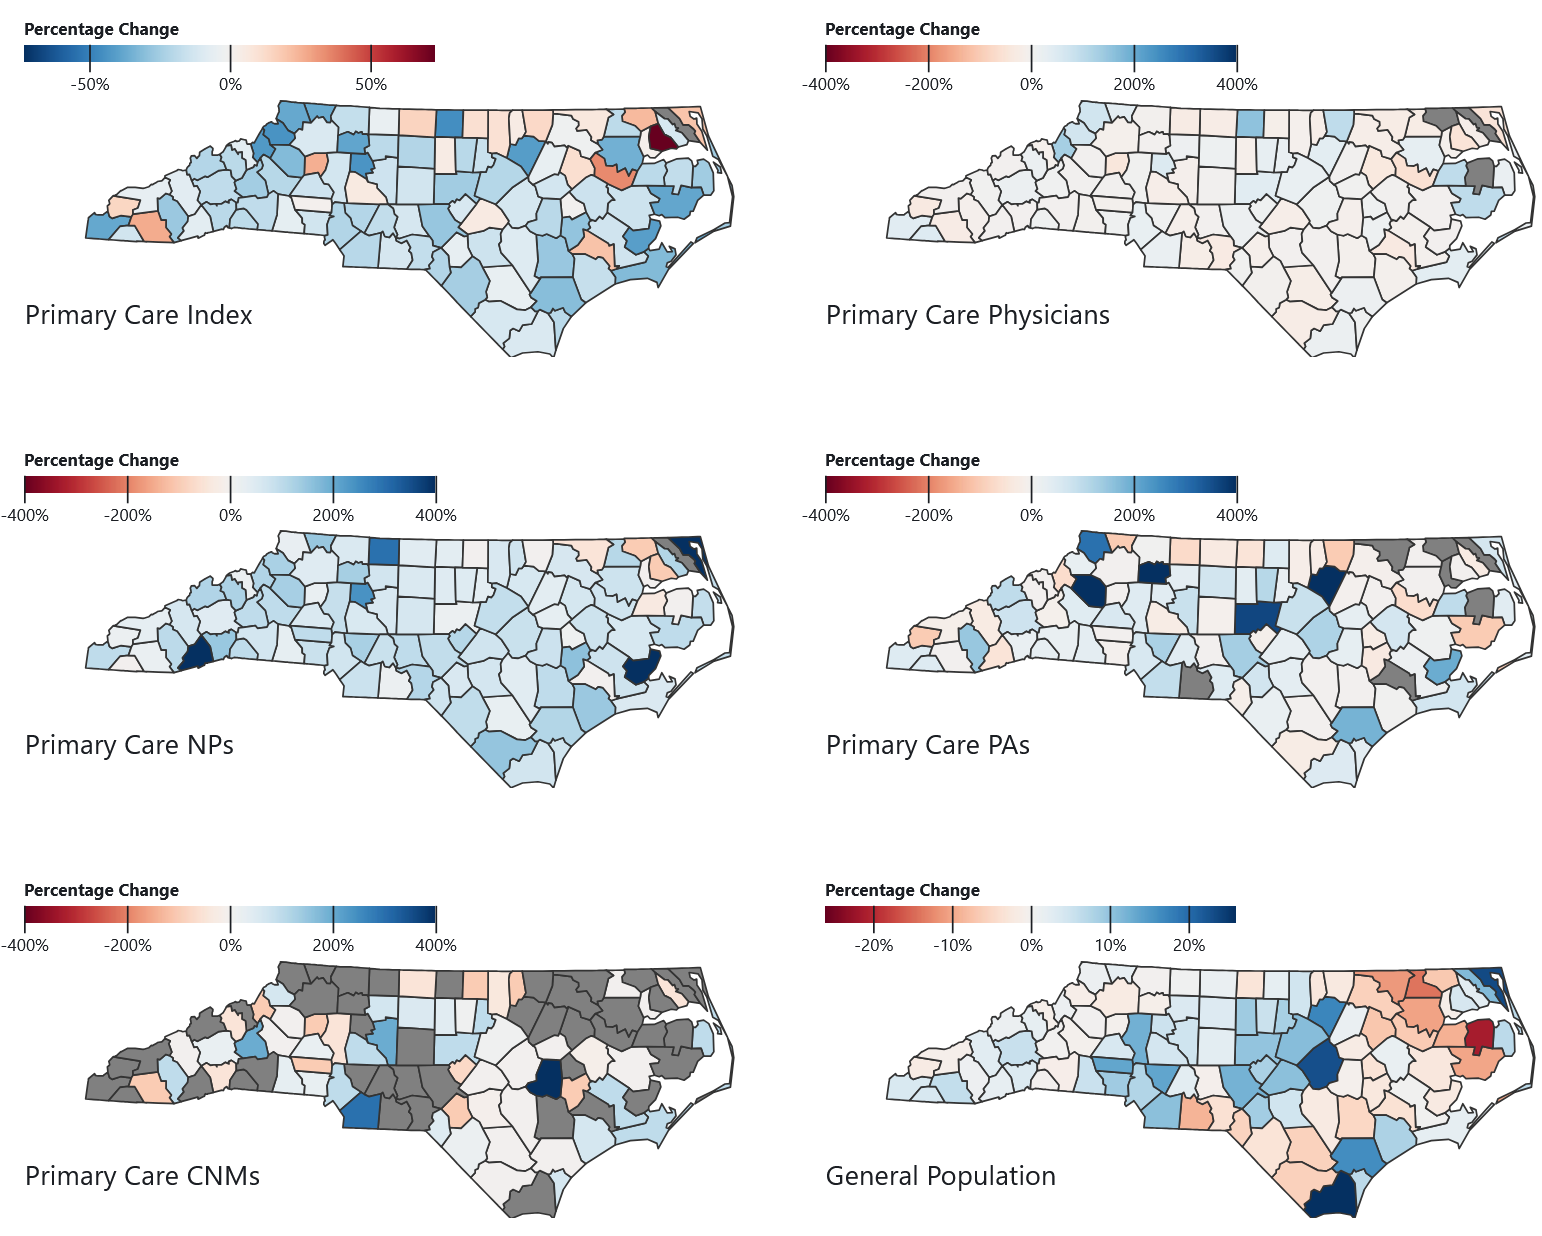 Percentage Change
-50% 0% 50%
Primary Care Index
Percentage Change
-400% -200% 0% 200% 400%
Primary Care Physicians
Percentage Change
-400% -200% 0% 200% 400%
Primary Care NPs
Percentage Change
-400% -200% 0% 200% 400%
Primary Care PAs
Percentage Change
-400% -200% 0% 200% 400%
Primary Care CNMs
Percentage Change
-20% -10% 0% 10% 20%
General Population